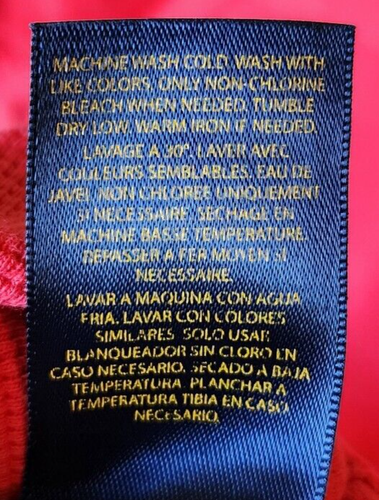 MACHINE WASH COLD. WASH WITH
LIKE COLORS. ONLY NON-CHLORINE
BLEACH WHEN NEEDED. TUMBLE
DRY LOW. WARM IRON IF NEEDED.
LAVAGE A 30°. LAVER AVEC
COULEURS SEMBLABLES. EAU DE
JAVEL NON CHLOREE UNIQUEMENT
SI NECESSAIRE. SECHAGE EN
MACHINE BASSE TEMPERATURE.
DEPASSER A FER MOYEN SI
NECESSAIRE.
LAVAR A MAQUINA CON AGUA
FRIA. LAVAR CON COLORES
SIMILARES. SOLO USAR
BLANQUEADOR SIN CLORO EN
CASO NECESARIO. SECADO A BAJA
TEMPERATURA. PLANCHAR A
TEMPERATURA TIBIA EN CASO
NECESARIO.